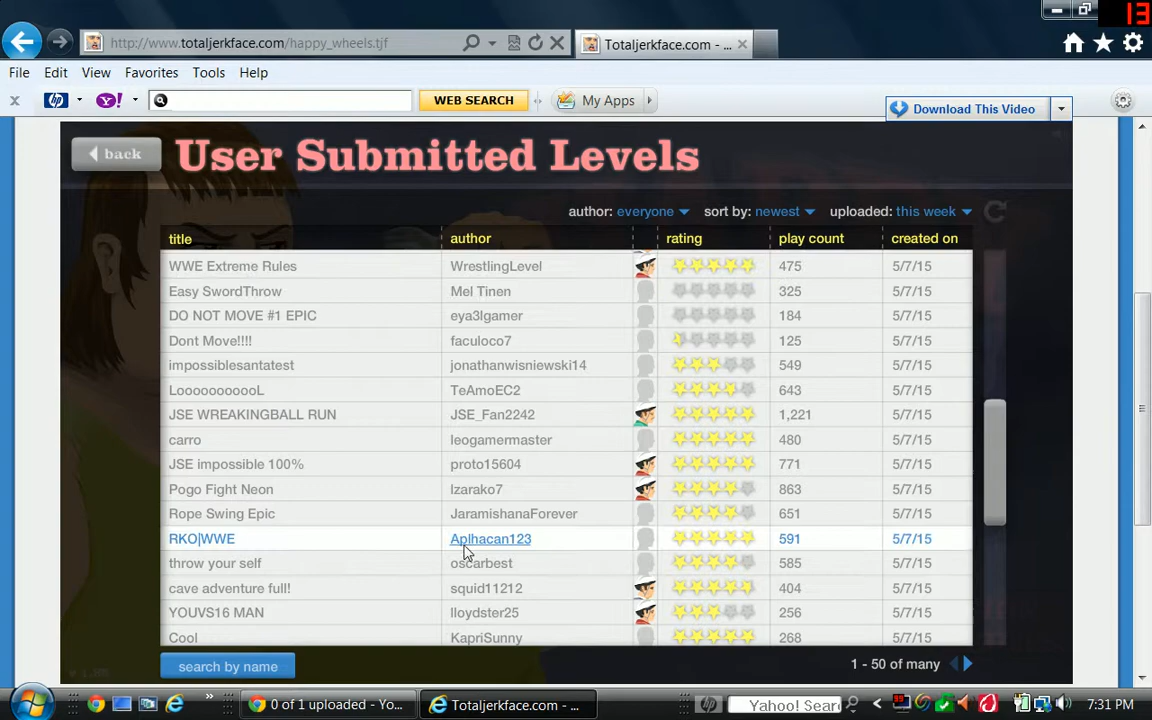 13
http://www.totaljerkface.com/happy_wheels.tjf
Totaljerkface.com - ...
File Edit View Favorites Tools Help
x hp Y! WEB SEARCH My Apps
Download This Video
back User Submitted Levels
author: everyone sort by: newest uploaded: this week
title author rating play count created on
WWE Extreme Rules WrestlingLevel 475 5/7/15
Easy SwordThrow Mel Tinen 325 5/7/15
DO NOT MOVE #1 EPIC eya3lgamer 184 5/7/15
Dont Move!!!! faculoco7 125 5/7/15
impossiblesantatest jonathanwisniewski14 549 5/7/15
LooooooooooL TeAmoEC2 643 5/7/15
JSE WREAKINGBALL RUN JSE_Fan2242 1,221 5/7/15
carro leogamermaster 480 5/7/15
JSE impossible 100% proto15604 771 5/7/15
Pogo Fight Neon Izarako7 863 5/7/15
Rope Swing Epic JaramishanaForever 651 5/7/15
RKO|WWE Aplhacan123 591 5/7/15
throw your self oscarbest 585 5/7/15
cave adventure full! squid11212 404 5/7/15
YOUVS16 MAN lloydster25 256 5/7/15
Cool KapriSunny 268 5/7/15
search by name 1 - 50 of many
» 0 of 1 uploaded - Yo... Totaljerkface.com - ... hp Yahoo! Searc 7:31 PM